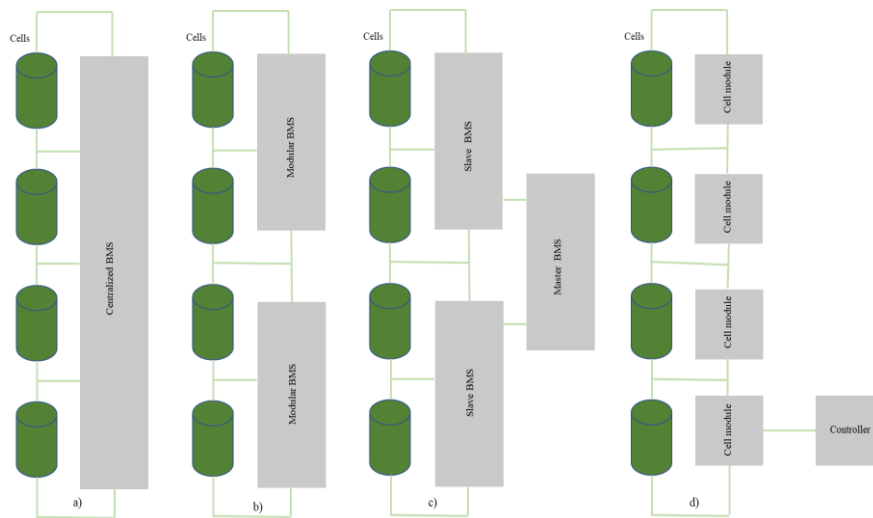 Cells
Centralized BMS
a)
Modular BMS
Modular BMS
b)
Cells
Slave BMS
Slave BMS
Master BMS
c)
Cells
Cell module
Cell module
Cell module
Cell module
Controller
d)